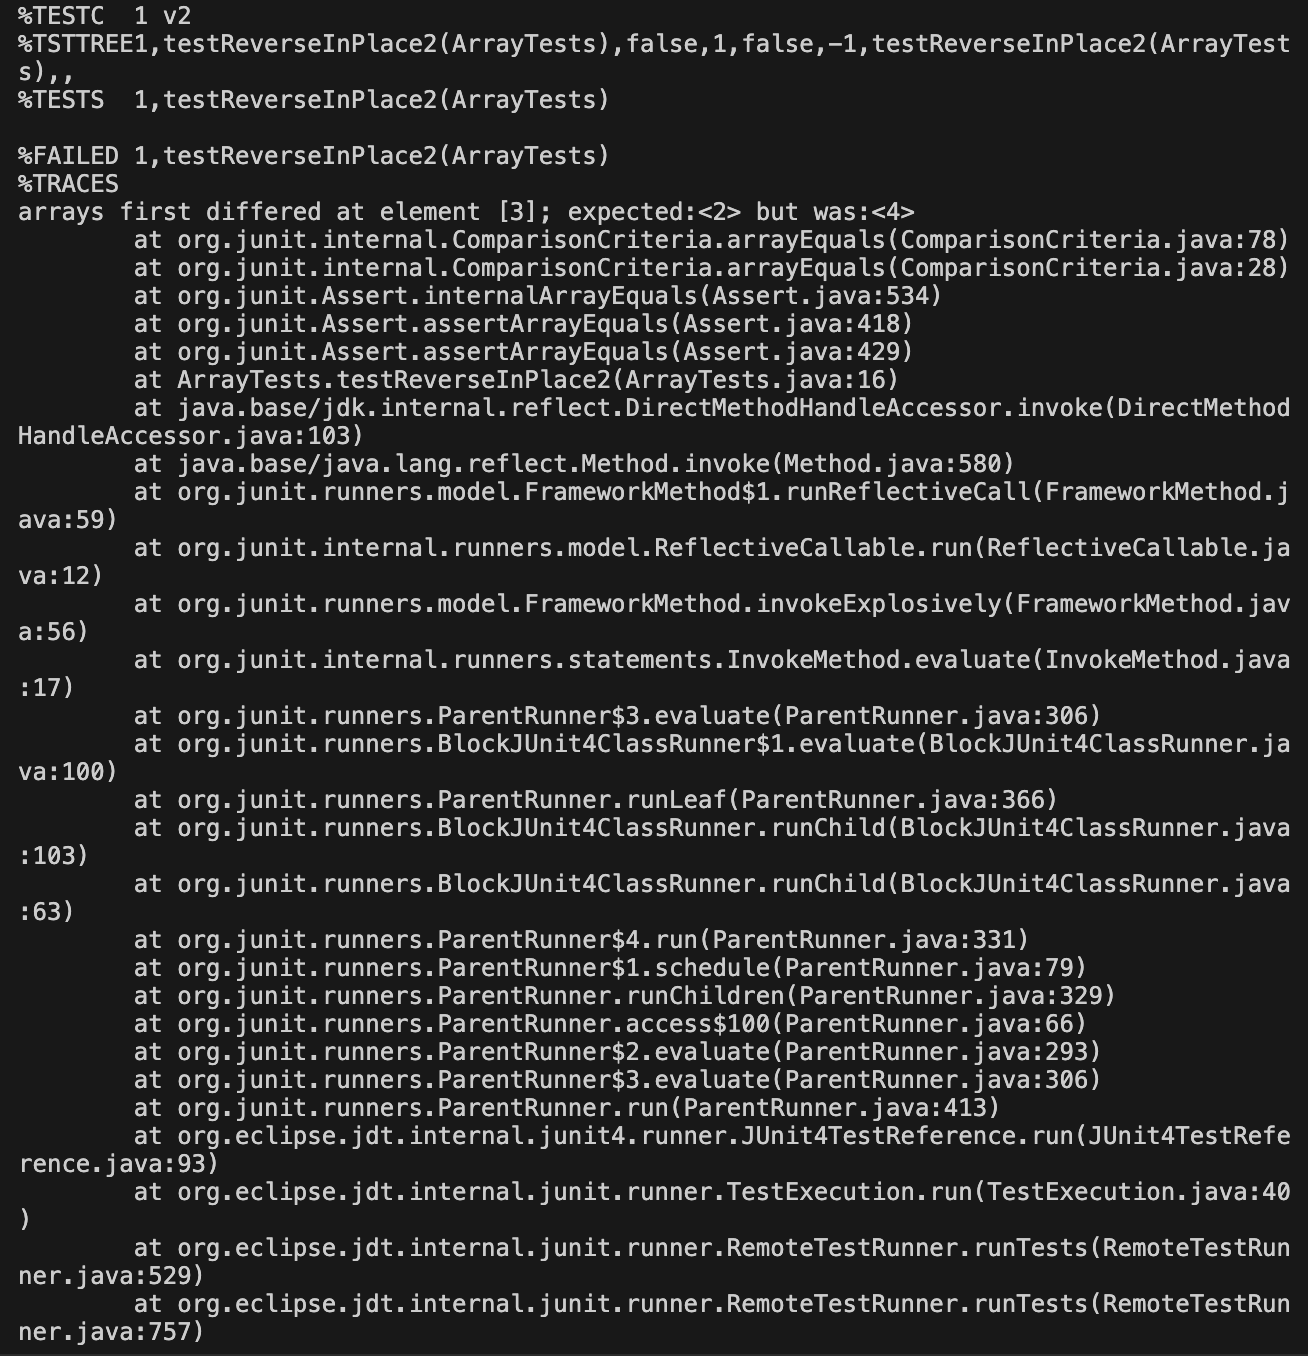 %TESTC  1 v2
%TSTTREE1,testReverseInPlace2(ArrayTests),false,1,false,-1,testReverseInPlace2(ArrayTest
s),,
%TESTS  1,testReverseInPlace2(ArrayTests)

%FAILED 1,testReverseInPlace2(ArrayTests)
%TRACES
arrays first differed at element [3]; expected:<2> but was:<4>
        at org.junit.internal.ComparisonCriteria.arrayEquals(ComparisonCriteria.java:78)
        at org.junit.internal.ComparisonCriteria.arrayEquals(ComparisonCriteria.java:28)
        at org.junit.Assert.internalArrayEquals(Assert.java:534)
        at org.junit.Assert.assertArrayEquals(Assert.java:418)
        at org.junit.Assert.assertArrayEquals(Assert.java:429)
        at ArrayTests.testReverseInPlace2(ArrayTests.java:16)
        at java.base/jdk.internal.reflect.DirectMethodHandleAccessor.invoke(DirectMethod
HandleAccessor.java:103)
        at java.base/java.lang.reflect.Method.invoke(Method.java:580)
        at org.junit.runners.model.FrameworkMethod$1.runReflectiveCall(FrameworkMethod.j
ava:59)
        at org.junit.internal.runners.model.ReflectiveCallable.run(ReflectiveCallable.ja
va:12)
        at org.junit.runners.model.FrameworkMethod.invokeExplosively(FrameworkMethod.jav
a:56)
        at org.junit.internal.runners.statements.InvokeMethod.evaluate(InvokeMethod.java
:17)
        at org.junit.runners.ParentRunner$3.evaluate(ParentRunner.java:306)
        at org.junit.runners.BlockJUnit4ClassRunner$1.evaluate(BlockJUnit4ClassRunner.ja
va:100)
        at org.junit.runners.ParentRunner.runLeaf(ParentRunner.java:366)
        at org.junit.runners.BlockJUnit4ClassRunner.runChild(BlockJUnit4ClassRunner.java
:103)
        at org.junit.runners.BlockJUnit4ClassRunner.runChild(BlockJUnit4ClassRunner.java
:63)
        at org.junit.runners.ParentRunner$4.run(ParentRunner.java:331)
        at org.junit.runners.ParentRunner$1.schedule(ParentRunner.java:79)
        at org.junit.runners.ParentRunner.runChildren(ParentRunner.java:329)
        at org.junit.runners.ParentRunner.access$100(ParentRunner.java:66)
        at org.junit.runners.ParentRunner$2.evaluate(ParentRunner.java:293)
        at org.junit.runners.ParentRunner$3.evaluate(ParentRunner.java:306)
        at org.junit.runners.ParentRunner.run(ParentRunner.java:413)
        at org.eclipse.jdt.internal.junit4.runner.JUnit4TestReference.run(JUnit4TestRefe
rence.java:93)
        at org.eclipse.jdt.internal.junit.runner.TestExecution.run(TestExecution.java:40
)
        at org.eclipse.jdt.internal.junit.runner.RemoteTestRunner.runTests(RemoteTestRun
ner.java:529)
        at org.eclipse.jdt.internal.junit.runner.RemoteTestRunner.runTests(RemoteTestRun
ner.java:757)